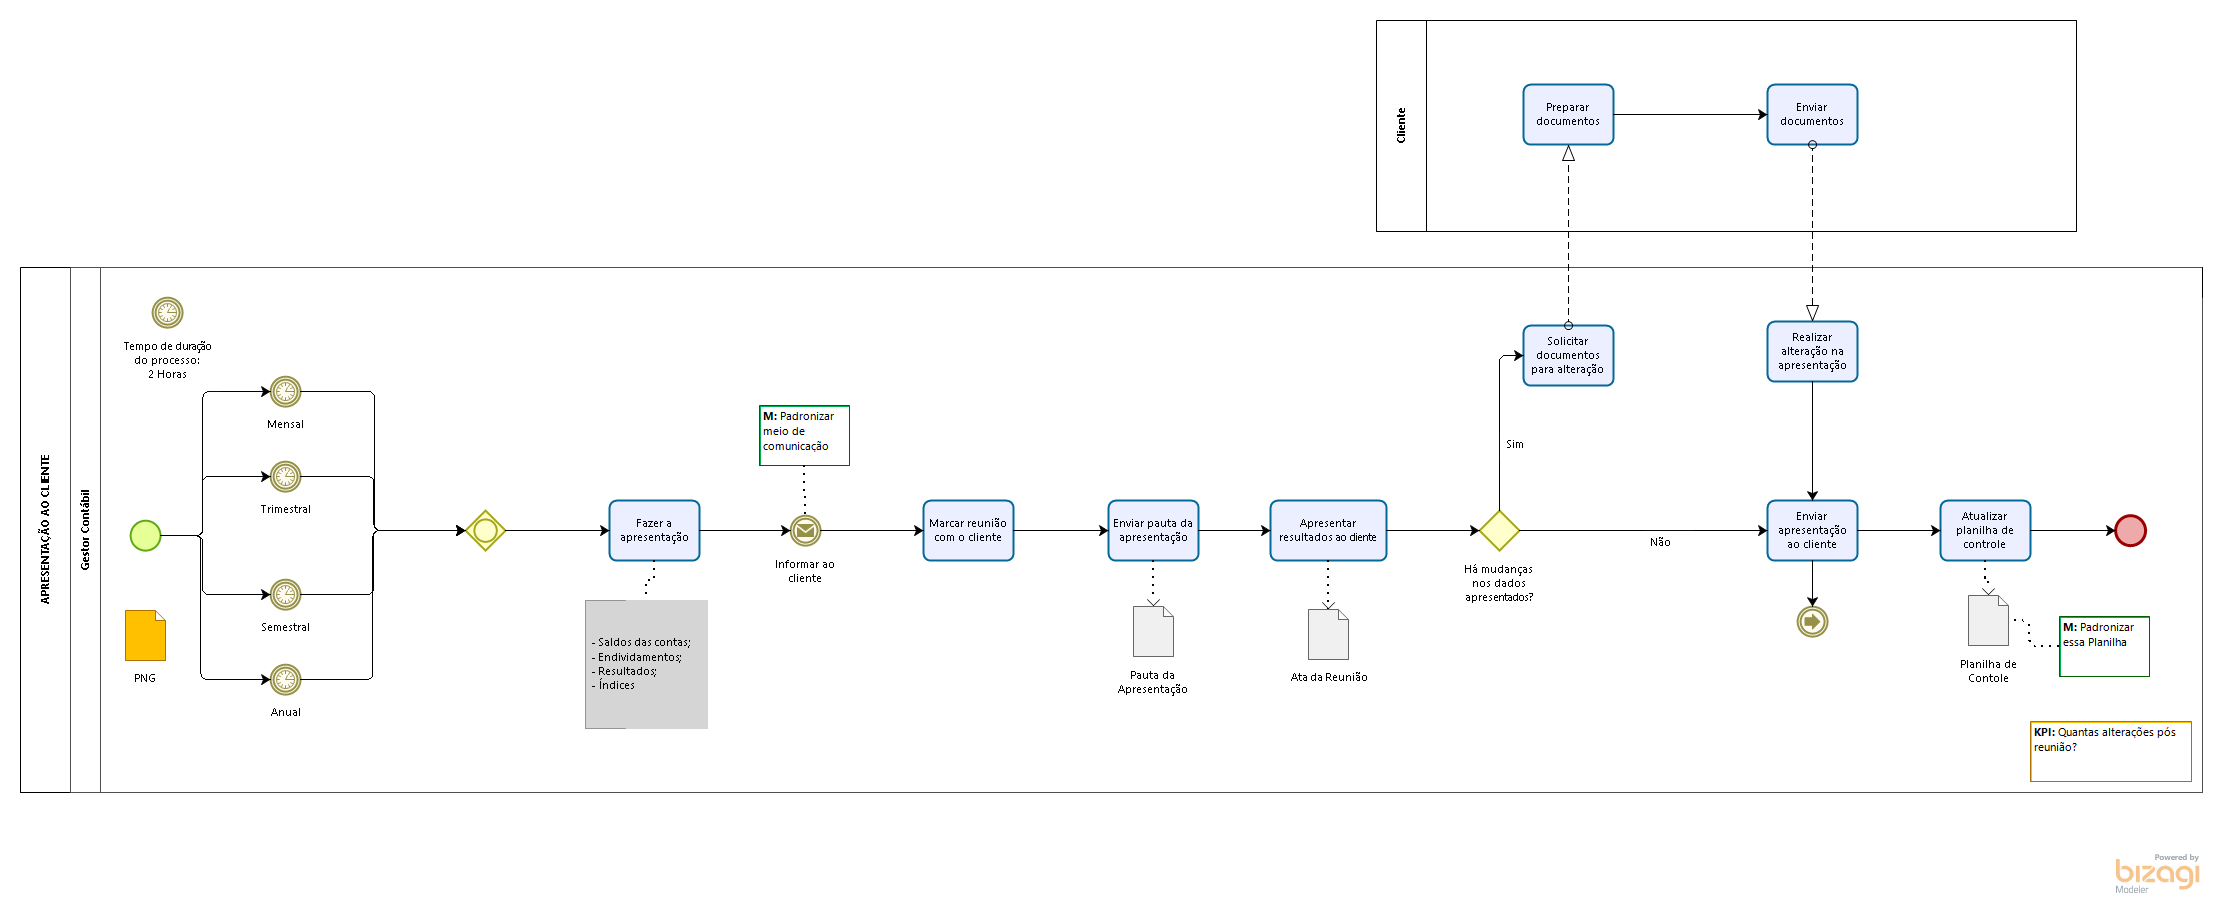 Cliente
Preparar
documentos
Enviar
documentos
APRESENTAÇÃO AO CLIENTE
Gestor Contábil
Tempo de duração
do processo:
2 Horas
Mensal
Trimestral
Semestral
Anual
PNG
Fazer a
apresentação
- Saldos das contas;
- Endividamentos;
- Resultados;
- Índices
M: Padronizar
meio de
comunicação
Informar ao
cliente
Marcar reunião
com o cliente
Enviar pauta da
apresentação
Pauta da
Apresentação
Apresentar
resultados ao cliente
Ata da Reunião
Há mudanças
nos dados
apresentados?
Sim
Não
Solicitar
documentos
para alteração
Realizar
alteração na
apresentação
Enviar
apresentação
ao cliente
Atualizar
planilha de
controle
Planilha de
Contole
M: Padronizar
essa Planilha
KPI: Quantas alterações pós
reunião?
Powered by
bizagi
Modeler